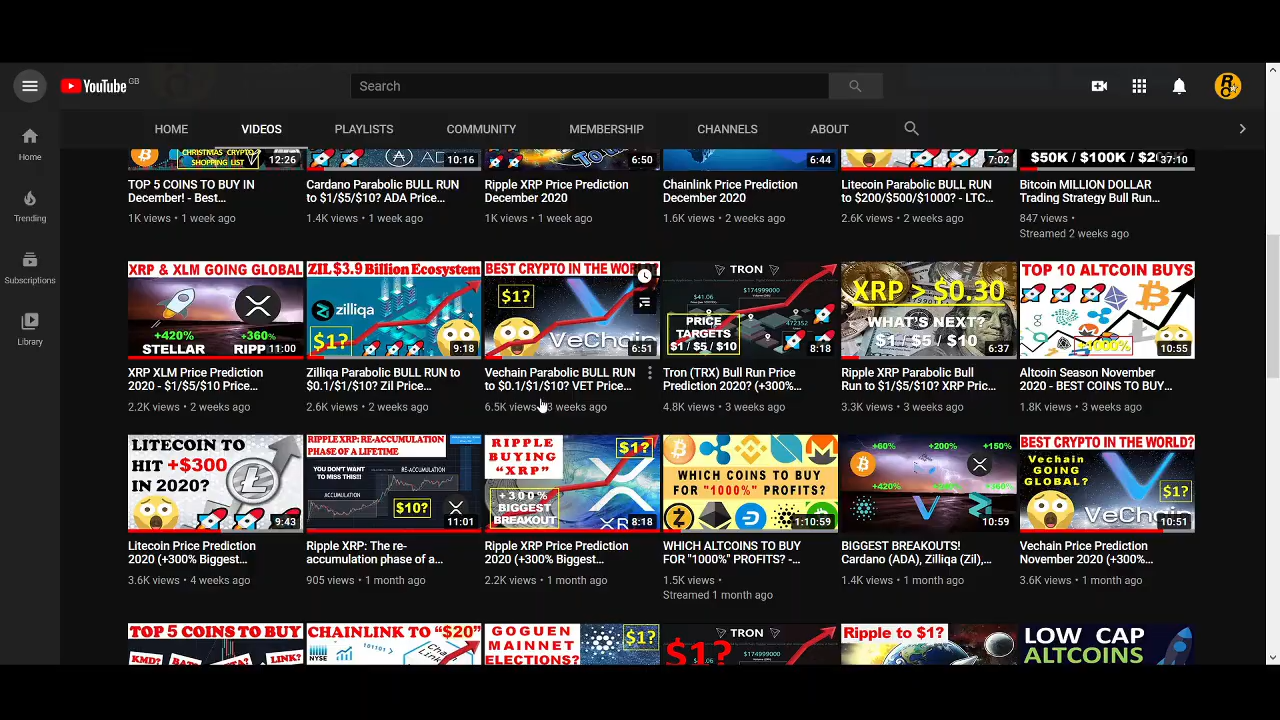 YouTube GB
Search
HOME
VIDEOS
PLAYLISTS
COMMUNITY
MEMBERSHIP
CHANNELS
ABOUT
Home
Trending
Subscriptions
Library
CHRISTMAS CRYPTO
SHOPPING LIST
12:26
10:16
6:50
6:44
7:02
$50K / $100K / $2
37:10
TOP 5 COINS TO BUY IN
December! - Best...
1K views • 1 week ago
Cardano Parabolic BULL RUN
to $1/$5/$10? ADA Price...
1.4K views • 1 week ago
Ripple XRP Price Prediction
December 2020
1K views • 1 week ago
Chainlink Price Prediction
December 2020
1.6K views • 2 weeks ago
Litecoin Parabolic BULL RUN
to $200/$500/$1000? - LTC...
2.6K views • 2 weeks ago
Bitcoin MILLION DOLLAR
Trading Strategy Bull Run...
847 views •
Streamed 2 weeks ago
XRP & XLM GOING GLOBAL
+420%
STELLAR
+360%
RIPP
11:00
ZIL $3.9 Billion Ecosystem
zilliqa
$1?
9:18
BEST CRYPTO IN THE WOR
$1?
VeChain
6:51
TRON
$41.06
$174999000
472352
PRICE
TARGETS
$1 / $5 / $10
8:18
XRP > $0.30
WHAT'S NEXT?
$1 / $5 / $10
6:37
TOP 10 ALTCOIN BUYS
+1000%
10:55
XRP XLM Price Prediction
2020 - $1/$5/$10 Price...
2.2K views • 2 weeks ago
Zilliqa Parabolic BULL RUN to
$0.1/$1/$10? Zil Price...
2.6K views • 2 weeks ago
Vechain Parabolic BULL RUN
to $0.1/$1/$10? VET Price...
6.5K views • 3 weeks ago
Tron (TRX) Bull Run Price
Prediction 2020? (+300%...
4.8K views • 3 weeks ago
Ripple XRP Parabolic Bull
Run to $1/$5/$10? XRP Pric...
3.3K views • 3 weeks ago
Altcoin Season November
2020 - BEST COINS TO BUY...
1.8K views • 3 weeks ago
LITECOIN TO
HIT +$300
IN 2020?
9:43
RIPPLE XRP: RE-ACCUMULATION
PHASE OF A LIFETIME
YOU DON'T WANT
TO MISS THIS!
RE-ACCUMULATION
ACCUMULATION
$10?
11:01
RIPPLE
BUYING
"XRP"
$1?
+300%
BIGGEST
BREAKOUT
XR
8:18
WHICH COINS TO BUY
FOR "1000%" PROFITS?
1:10:59
+60%
+200%
+150%
+420%
+420%
10:59
BEST CRYPTO IN THE WORLD?
Vechain
GOING
GLOBAL?
$1?
VeChain
10:51
Litecoin Price Prediction
2020 (+300% Biggest...
3.6K views • 4 weeks ago
Ripple XRP: The re-
accumulation phase of a...
905 views • 1 month ago
Ripple XRP Price Prediction
2020 (+300% Biggest...
2.2K views • 1 month ago
WHICH ALTCOINS TO BUY
FOR "1000%" PROFITS? -...
1.5K views •
Streamed 1 month ago
BIGGEST BREAKOUTS!
Cardano (ADA), Zilliqa (Zil),...
1.4K views • 1 month ago
Vechain Price Prediction
November 2020 (+300%...
3.6K views • 1 month ago
TOP 5 COINS TO BUY
KMD?
BAT?
LINK?
CHAINLINK TO "$20"
NYSE
GOGUEN
MAINNET
ELECTIONS?
$1?
TRON
$174999000
$1?
Ripple to $1?
LOW CAP
ALTCOINS